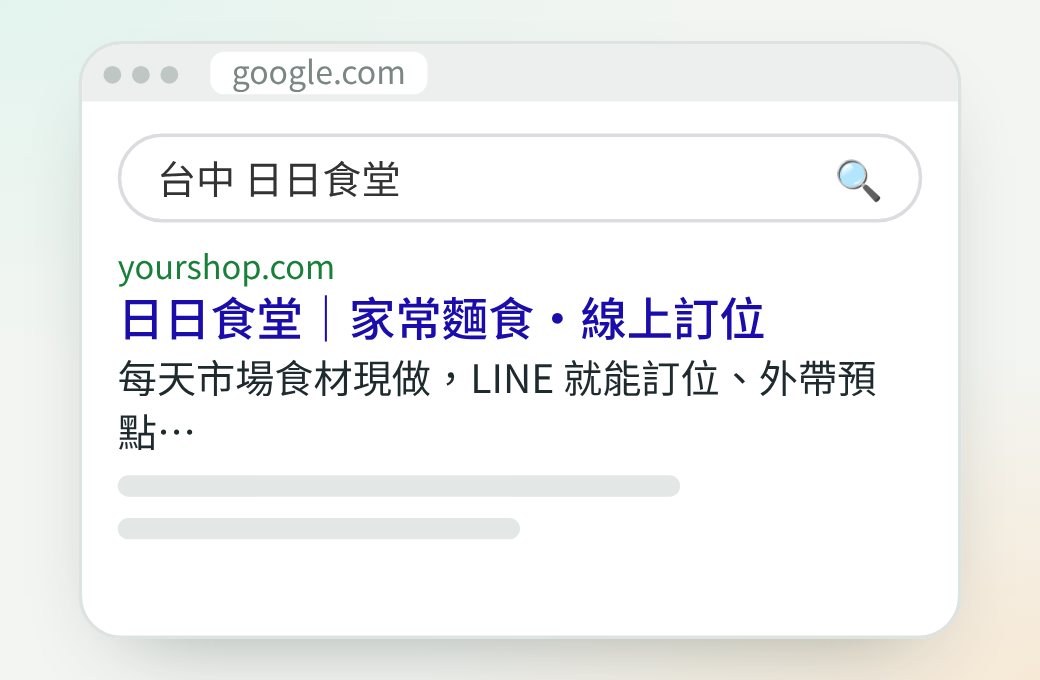 google.com
台中 日日食堂
yourshop.com
日日食堂｜家常麵食・線上訂位
每天市場食材現做，LINE 就能訂位、外帶預
點⋯